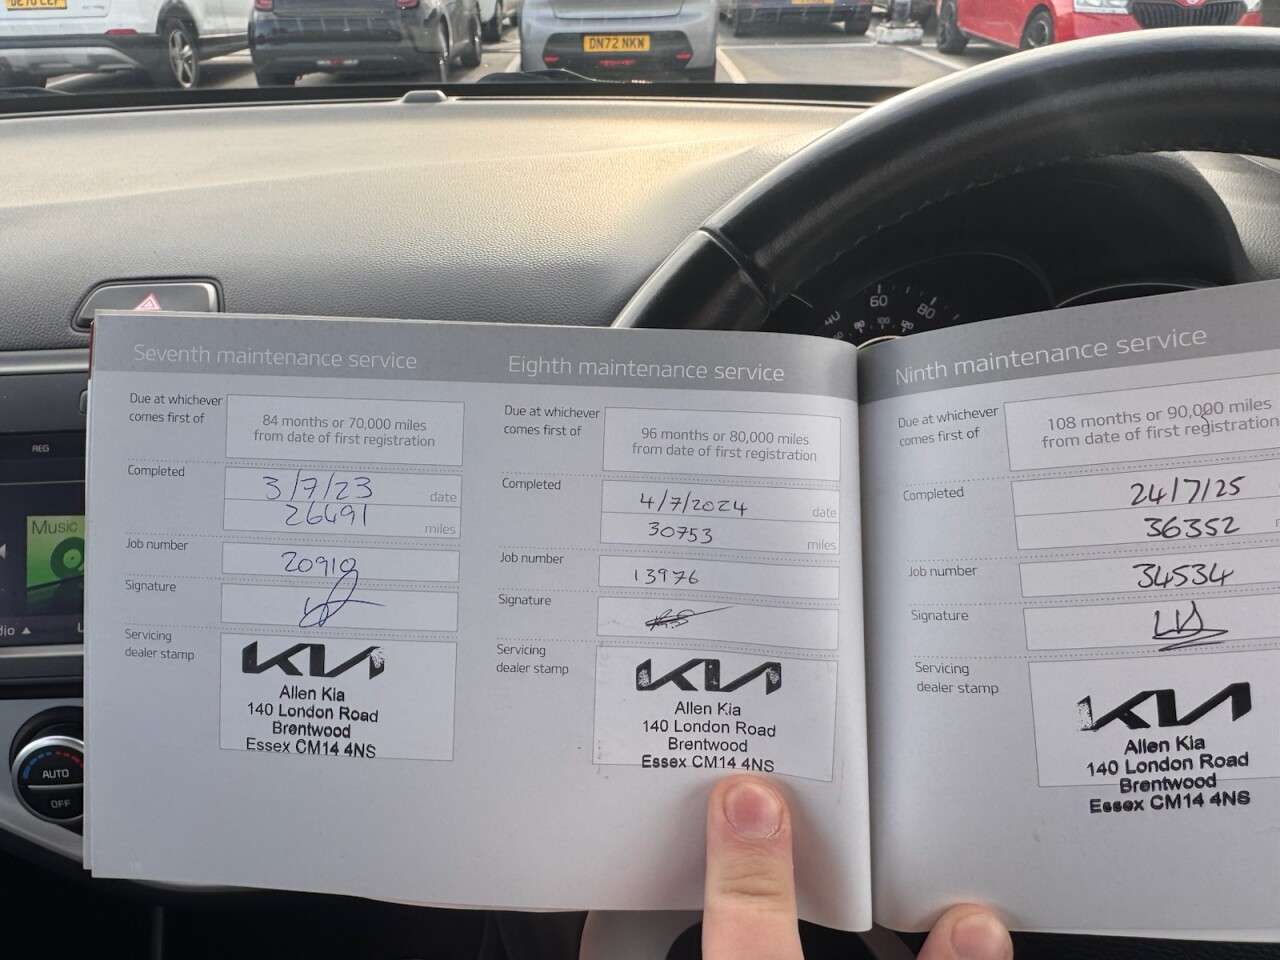 DN72 NKW
60
80
REG
Music
AUTO
OFF
Seventh maintenance service
Due at whichever
comes first of
84 months or 70,000 miles
from date of first registration
Completed
3/7/23
date
26491
miles
Job number
Signature
Servicing
dealer stamp
KIA
Allen Kia
140 London Road
Brentwood
Essex CM14 4NS
Eighth maintenance service
Due at whichever
comes first of
96 months or 80,000 miles
from date of first registration
Completed
4/7/2024
date
30753
miles
Job number
13976
Signature
Servicing
dealer stamp
KIA
Allen Kia
140 London Road
Brentwood
Essex CM14 4NS
Ninth maintenance service
Due at whichever
comes first of
108 months or 90,000 miles
from date of first registration
Completed
24/7/25
36352
Job number
34534
Signature
Servicing
dealer stamp
KIA
Allen Kia
140 London Road
Brentwood
Essex CM14 4NS